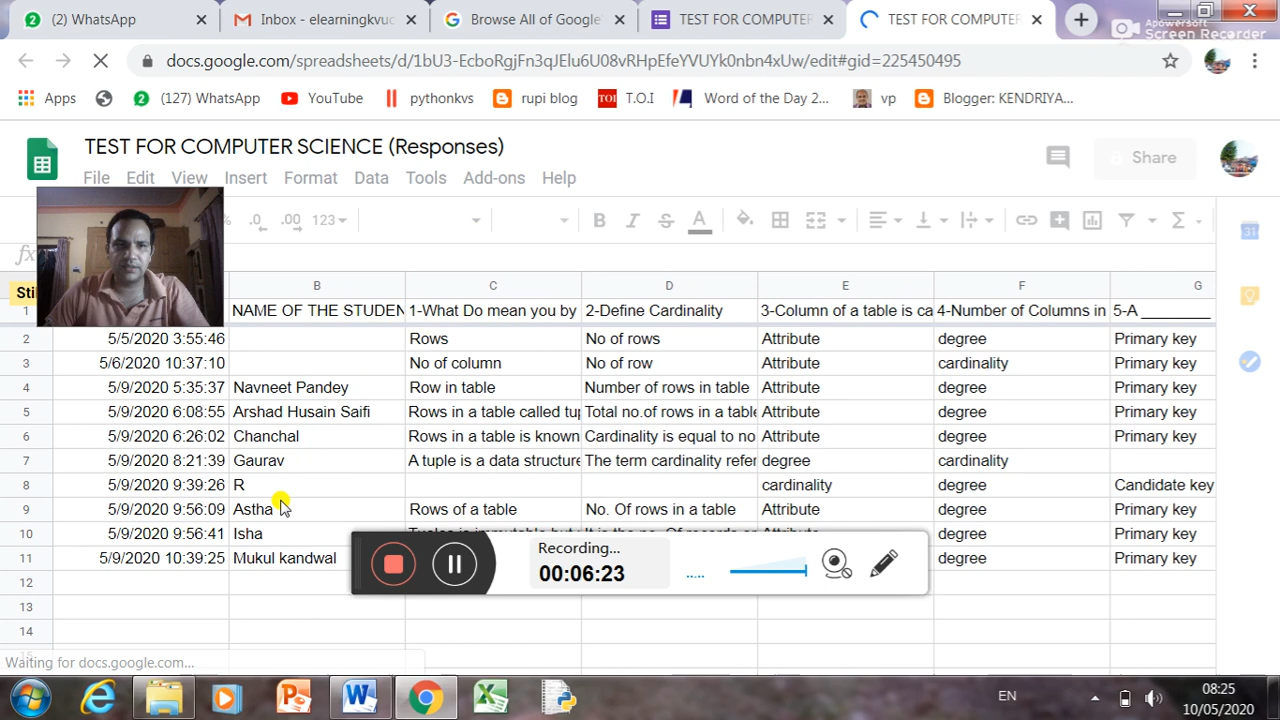 (2) WhatsApp
Inbox - elearningkvuc
Browse All of Google'
TEST FOR COMPUTER
TEST FOR COMPUTER
Apowersoft
Screen Recorder
docs.google.com/spreadsheets/d/1bU3-EcboRgjFn3qJElu6U08vRHpEfeYVUYk0nbn4xUw/edit#gid=225450495
Apps
(127) WhatsApp
YouTube
pythonkvs
rupi blog
TOI
T.O.I
Word of the Day 2...
vp
Blogger: KENDRIYA...
TEST FOR COMPUTER SCIENCE (Responses)
File Edit View Insert Format Data Tools Add-ons Help
Share
% .0 .00 123
B I S A
31
fx
Stil
B C D E F G
1 NAME OF THE STUDEN 1-What Do mean you by 2-Define Cardinality 3-Column of a table is ca 4-Number of Columns in 5-A ________
2 5/5/2020 3:55:46 Rows No of rows Attribute degree Primary key
3 5/6/2020 10:37:10 No of column No of row Attribute cardinality Primary key
4 5/9/2020 5:35:37 Navneet Pandey Row in table Number of rows in table Attribute degree Primary key
5 5/9/2020 6:08:55 Arshad Husain Saifi Rows in a table called tup Total no.of rows in a table Attribute degree Primary key
6 5/9/2020 6:26:02 Chanchal Rows in a table is known Cardinality is equal to no Attribute degree Primary key
7 5/9/2020 8:21:39 Gaurav A tuple is a data structure The term cardinality refer degree cardinality
8 5/9/2020 9:39:26 R cardinality degree Candidate key
9 5/9/2020 9:56:09 Astha Rows of a table No. Of rows in a table Attribute degree Primary key
10 5/9/2020 9:56:41 Isha degree Primary key
11 5/9/2020 10:39:25 Mukul kandwal degree Primary key
Recording...
00:06:23
12
13
14
Waiting for docs.google.com...
EN
08:25
10/05/2020